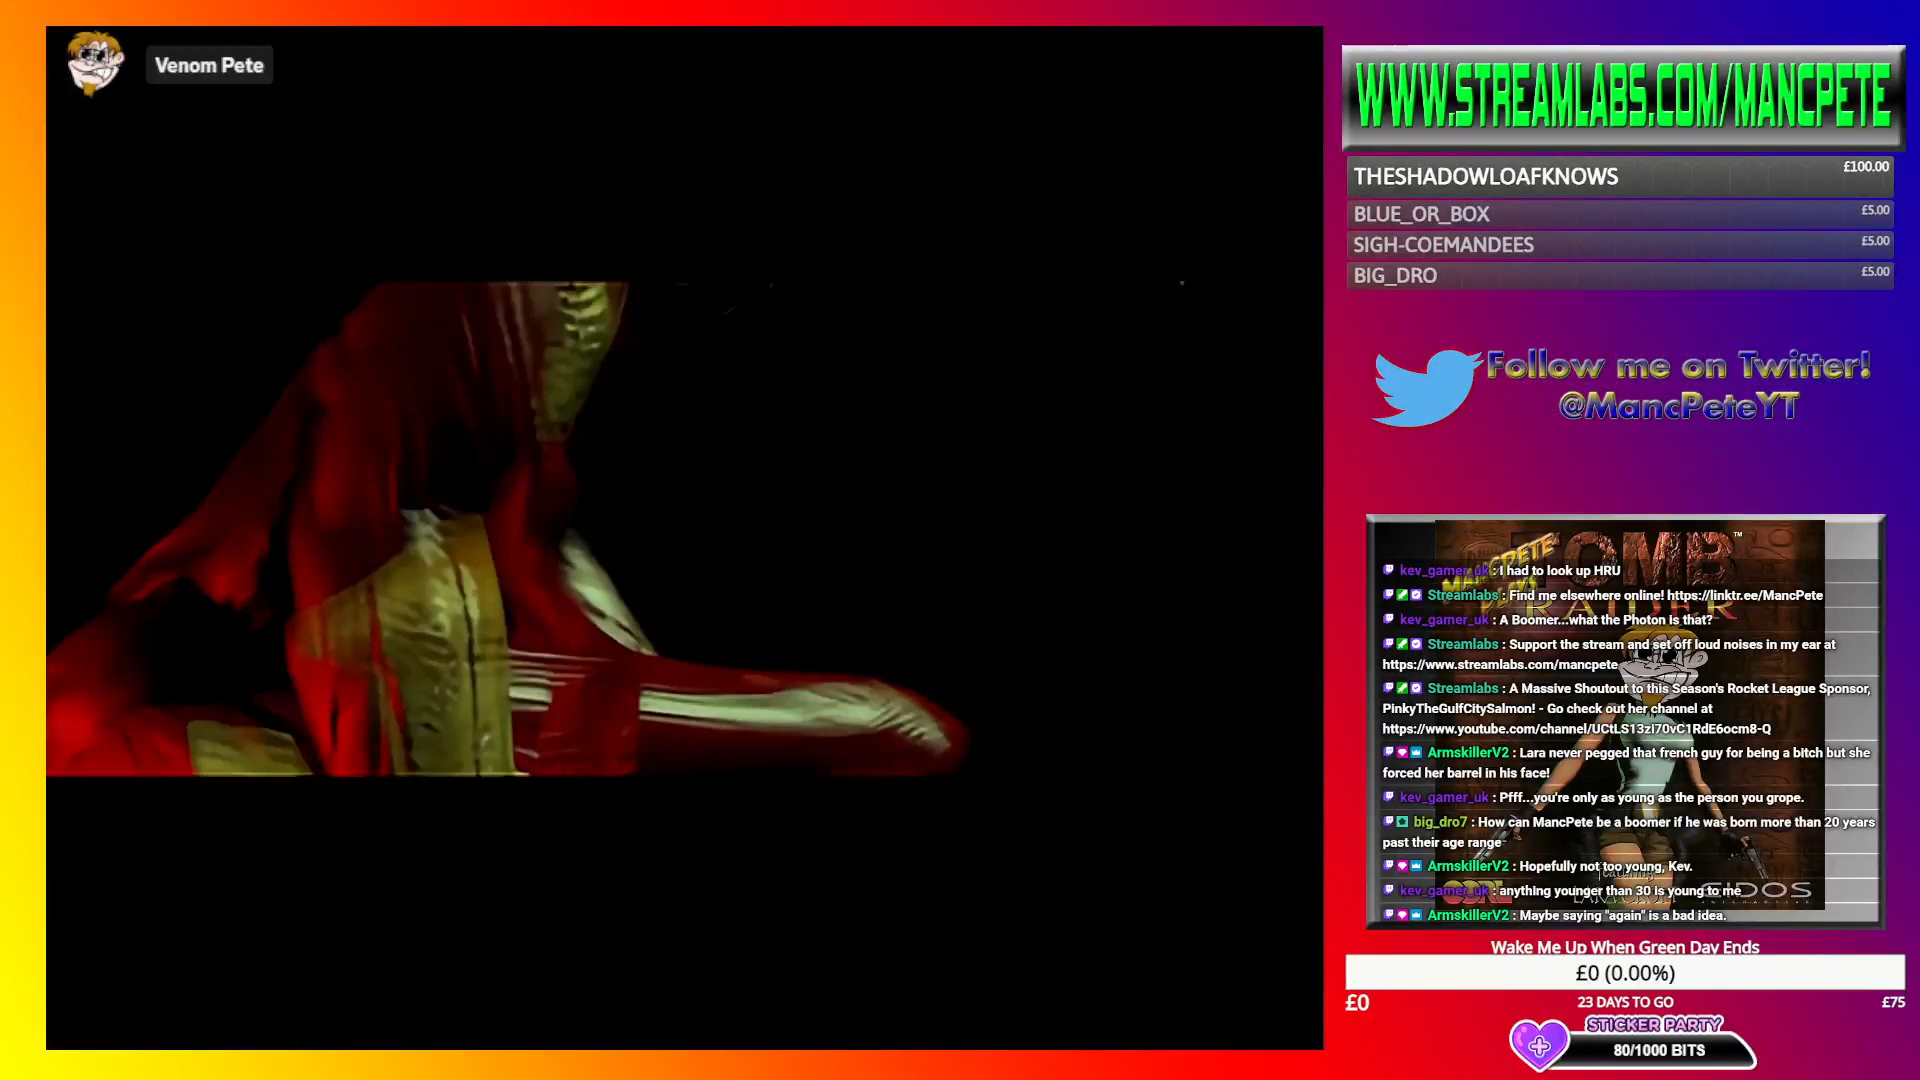 Venom Pete
WWW.STREAMLABS.COM/MANCPETE
THESHADOWLOAFKNOWS £100.00
BLUE_OR_BOX £5.00
SIGH-COEMANDEES £5.00
BIG_DRO £5.00
Follow me on Twitter!
@MancPeteYT
MANCPETE
TOMB™
RAIDER
kev_gamer_uk : I had to look up HRU
Streamlabs : Find me elsewhere online! https://linktr.ee/MancPete
kev_gamer_uk : A Boomer...what the Photon is that?
Streamlabs : Support the stream and set off loud noises in my ear at
https://www.streamlabs.com/mancpete
Streamlabs : A Massive Shoutout to this Season's Rocket League Sponsor,
PinkyTheGulfCitySalmon! - Go check out her channel at
https://www.youtube.com/channel/UCtLS13zI70vC1RdE6ocm8-Q
ArmskillerV2 : Lara never pegged that french guy for being a bitch but she
forced her barrel in his face!
kev_gamer_uk : Pfff...you're only as young as the person you grope.
big_dro7 : How can MancPete be a boomer if he was born more than 20 years
past their age range
ArmskillerV2 : Hopefully not too young, Kev.
kev_gamer_uk : anything younger than 30 is young to me
CORE
EIDOS
ArmskillerV2 : Maybe saying "again" is a bad idea.
Wake Me Up When Green Day Ends
£0 (0.00%)
£0 23 DAYS TO GO £75
STICKER PARTY
80/1000 BITS